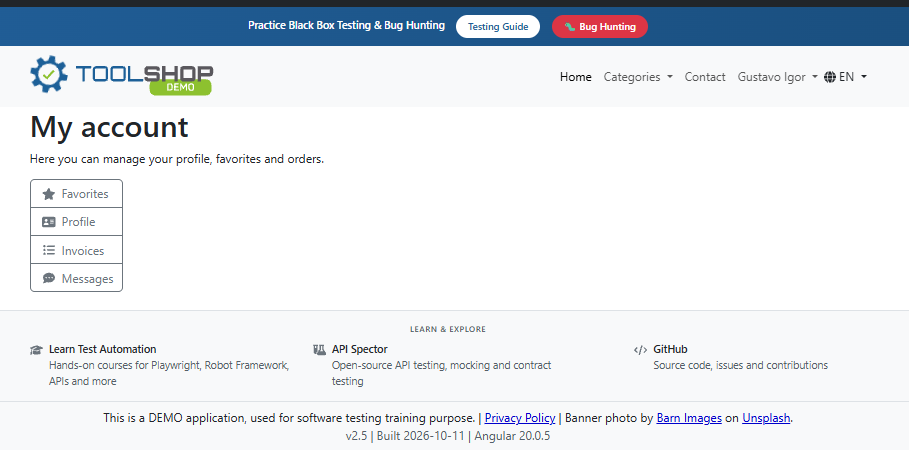 Practice Black Box Testing & Bug Hunting Testing Guide Bug Hunting
TOOLSHOP
DEMO
Home Categories Contact Gustavo Igor EN
My account
Here you can manage your profile, favorites and orders.
Favorites
Profile
Invoices
Messages
LEARN & EXPLORE
Learn Test Automation
Hands-on courses for Playwright, Robot Framework,
APIs and more
API Spector
Open-source API testing, mocking and contract
testing
GitHub
Source code, issues and contributions
This is a DEMO application, used for software testing training purpose. | Privacy Policy | Banner photo by Barn Images on Unsplash.
v2.5 | Built 2026-10-11 | Angular 20.0.5